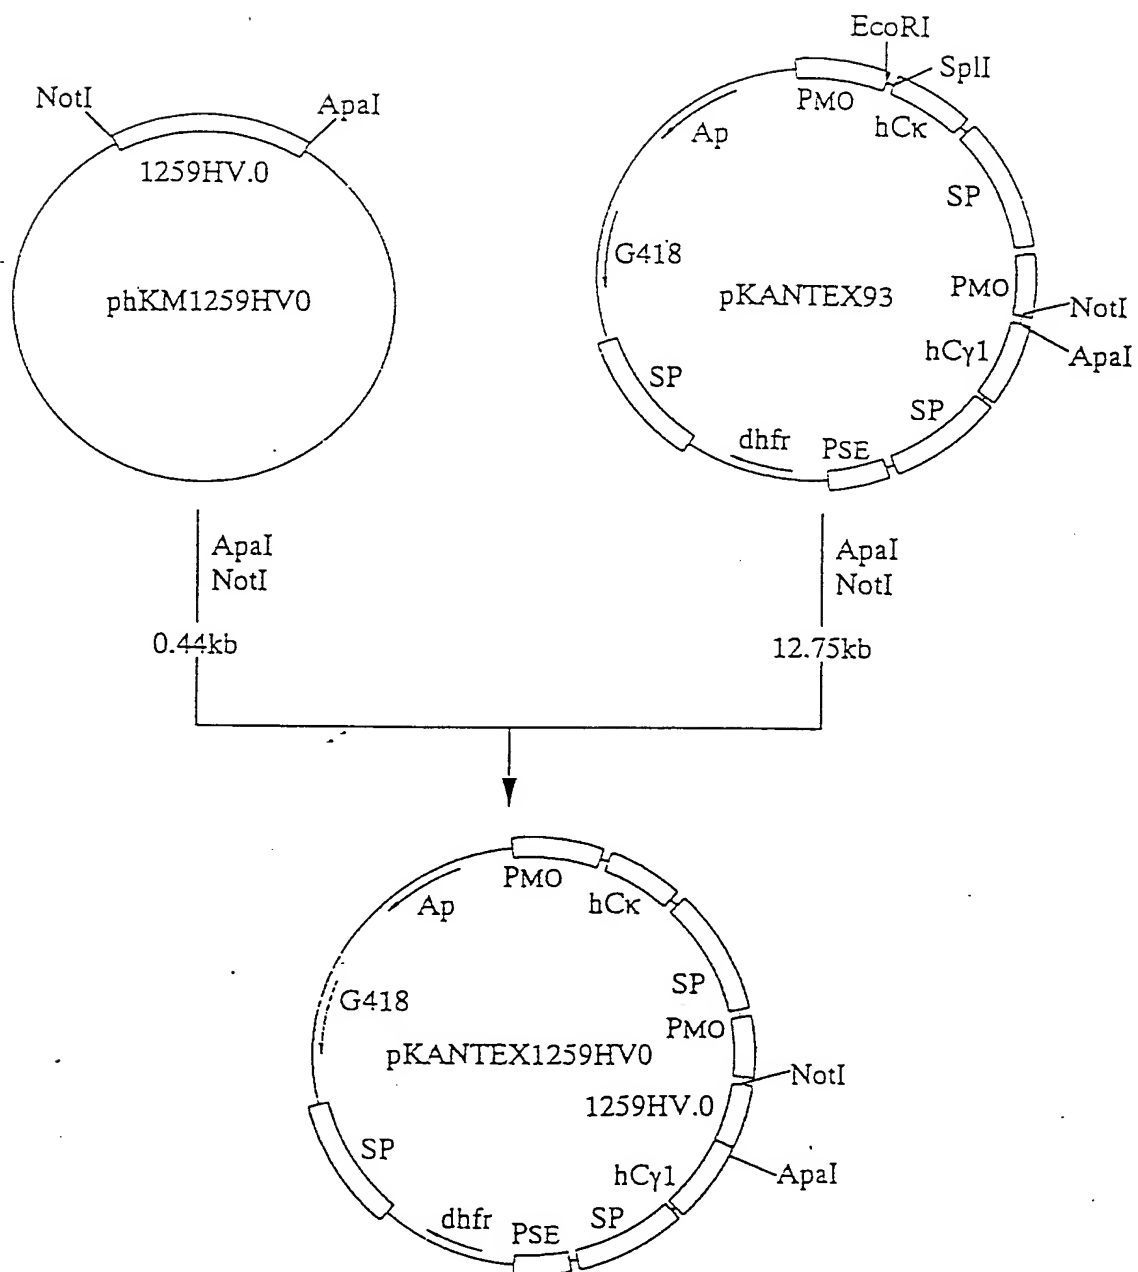 NotI
ApaI
1259HV.0
phKM1259HV0
EcoRI
SplI
PMO
hCκ
Ap
SP
G418
pKANTEX93
PMO
NotI
hCγ1
ApaI
SP
SP
dhfr
PSE
ApaI
NotI
0.44kb
ApaI
NotI
12.75kb
PMO
hCκ
Ap
SP
G418
PMO
pKANTEX1259HV0
NotI
1259HV.0
SP
hCγ1
ApaI
dhfr
PSE
SP